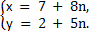 x = 7 + 8n,
y = 2 + 5n.